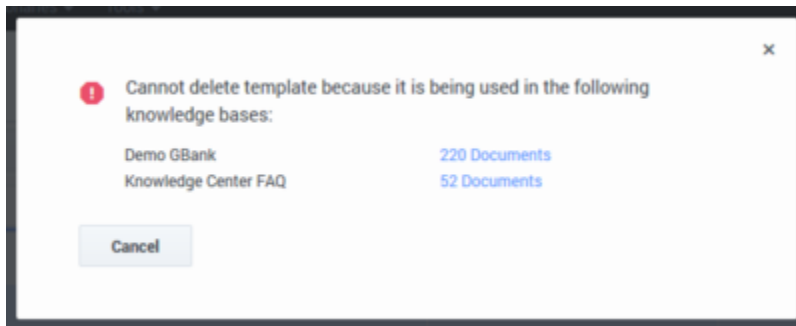 Tools
×
Cannot delete template because it is being used in the following
knowledge bases:
Demo GBank 220 Documents
Knowledge Center FAQ 52 Documents
Cancel